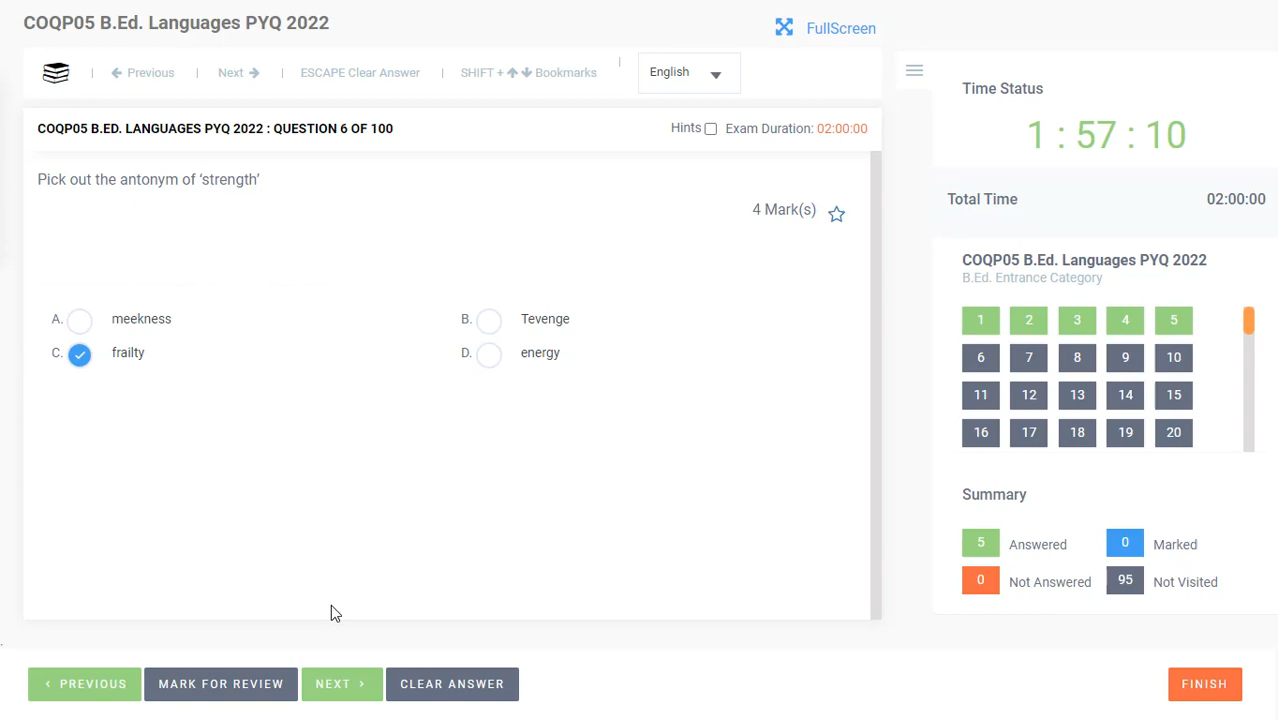 COQP05 B.Ed. Languages PYQ 2022
FullScreen
Previous | Next | ESCAPE Clear Answer | SHIFT + Bookmarks | English
COQP05 B.ED. LANGUAGES PYQ 2022 : QUESTION 6 OF 100
Hints Exam Duration: 02:00:00
Pick out the antonym of ‘strength’
4 Mark(s)
A. meekness
B. Tevenge
C. frailty
D. energy
PREVIOUS
MARK FOR REVIEW
NEXT
CLEAR ANSWER
Time Status
1 : 57 : 10
Total Time 02:00:00
COQP05 B.Ed. Languages PYQ 2022
B.Ed. Entrance Category
1 2 3 4 5
6 7 8 9 10
11 12 13 14 15
16 17 18 19 20
Summary
5 Answered 0 Marked
0 Not Answered 95 Not Visited
FINISH